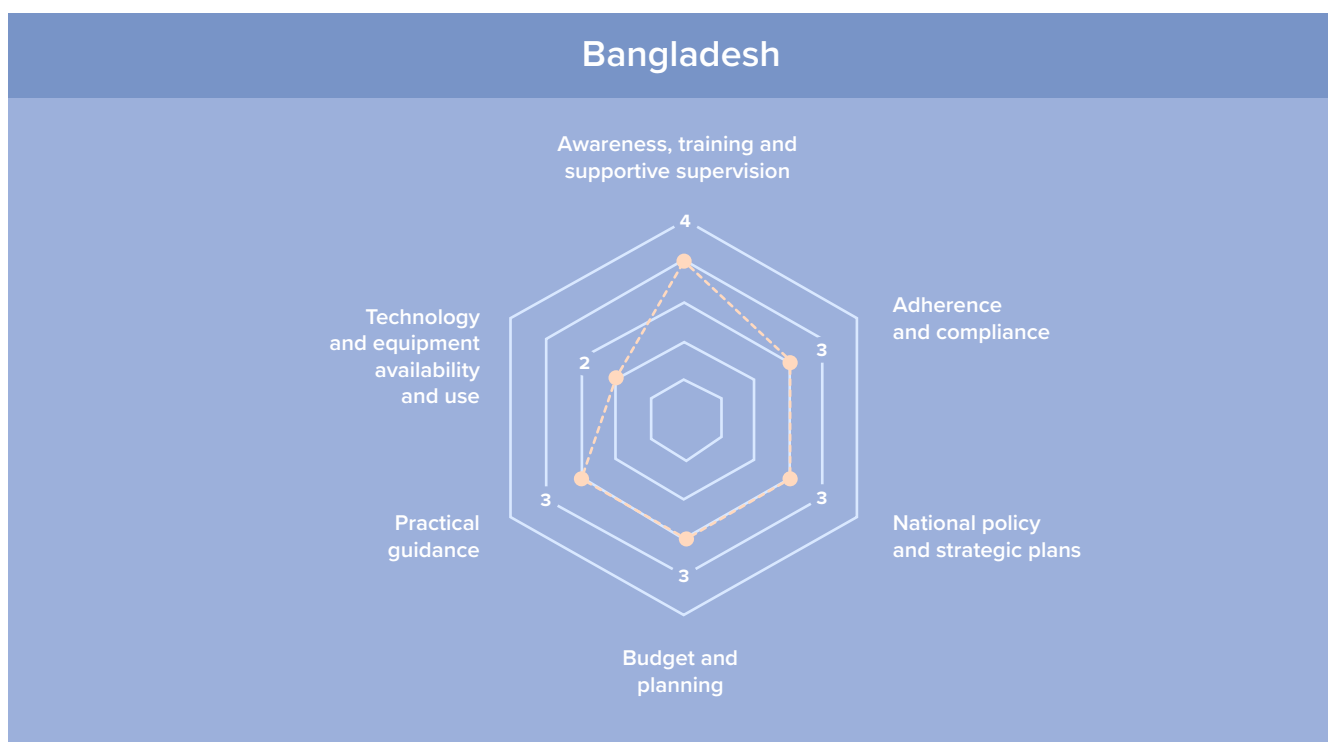 Bangladesh
Awareness, training and
supportive supervision
4
Adherence
and compliance
3
Technology
and equipment
availability
and use
2
3
3
Practical
guidance
National policy
and strategic plans
3
Budget and
planning